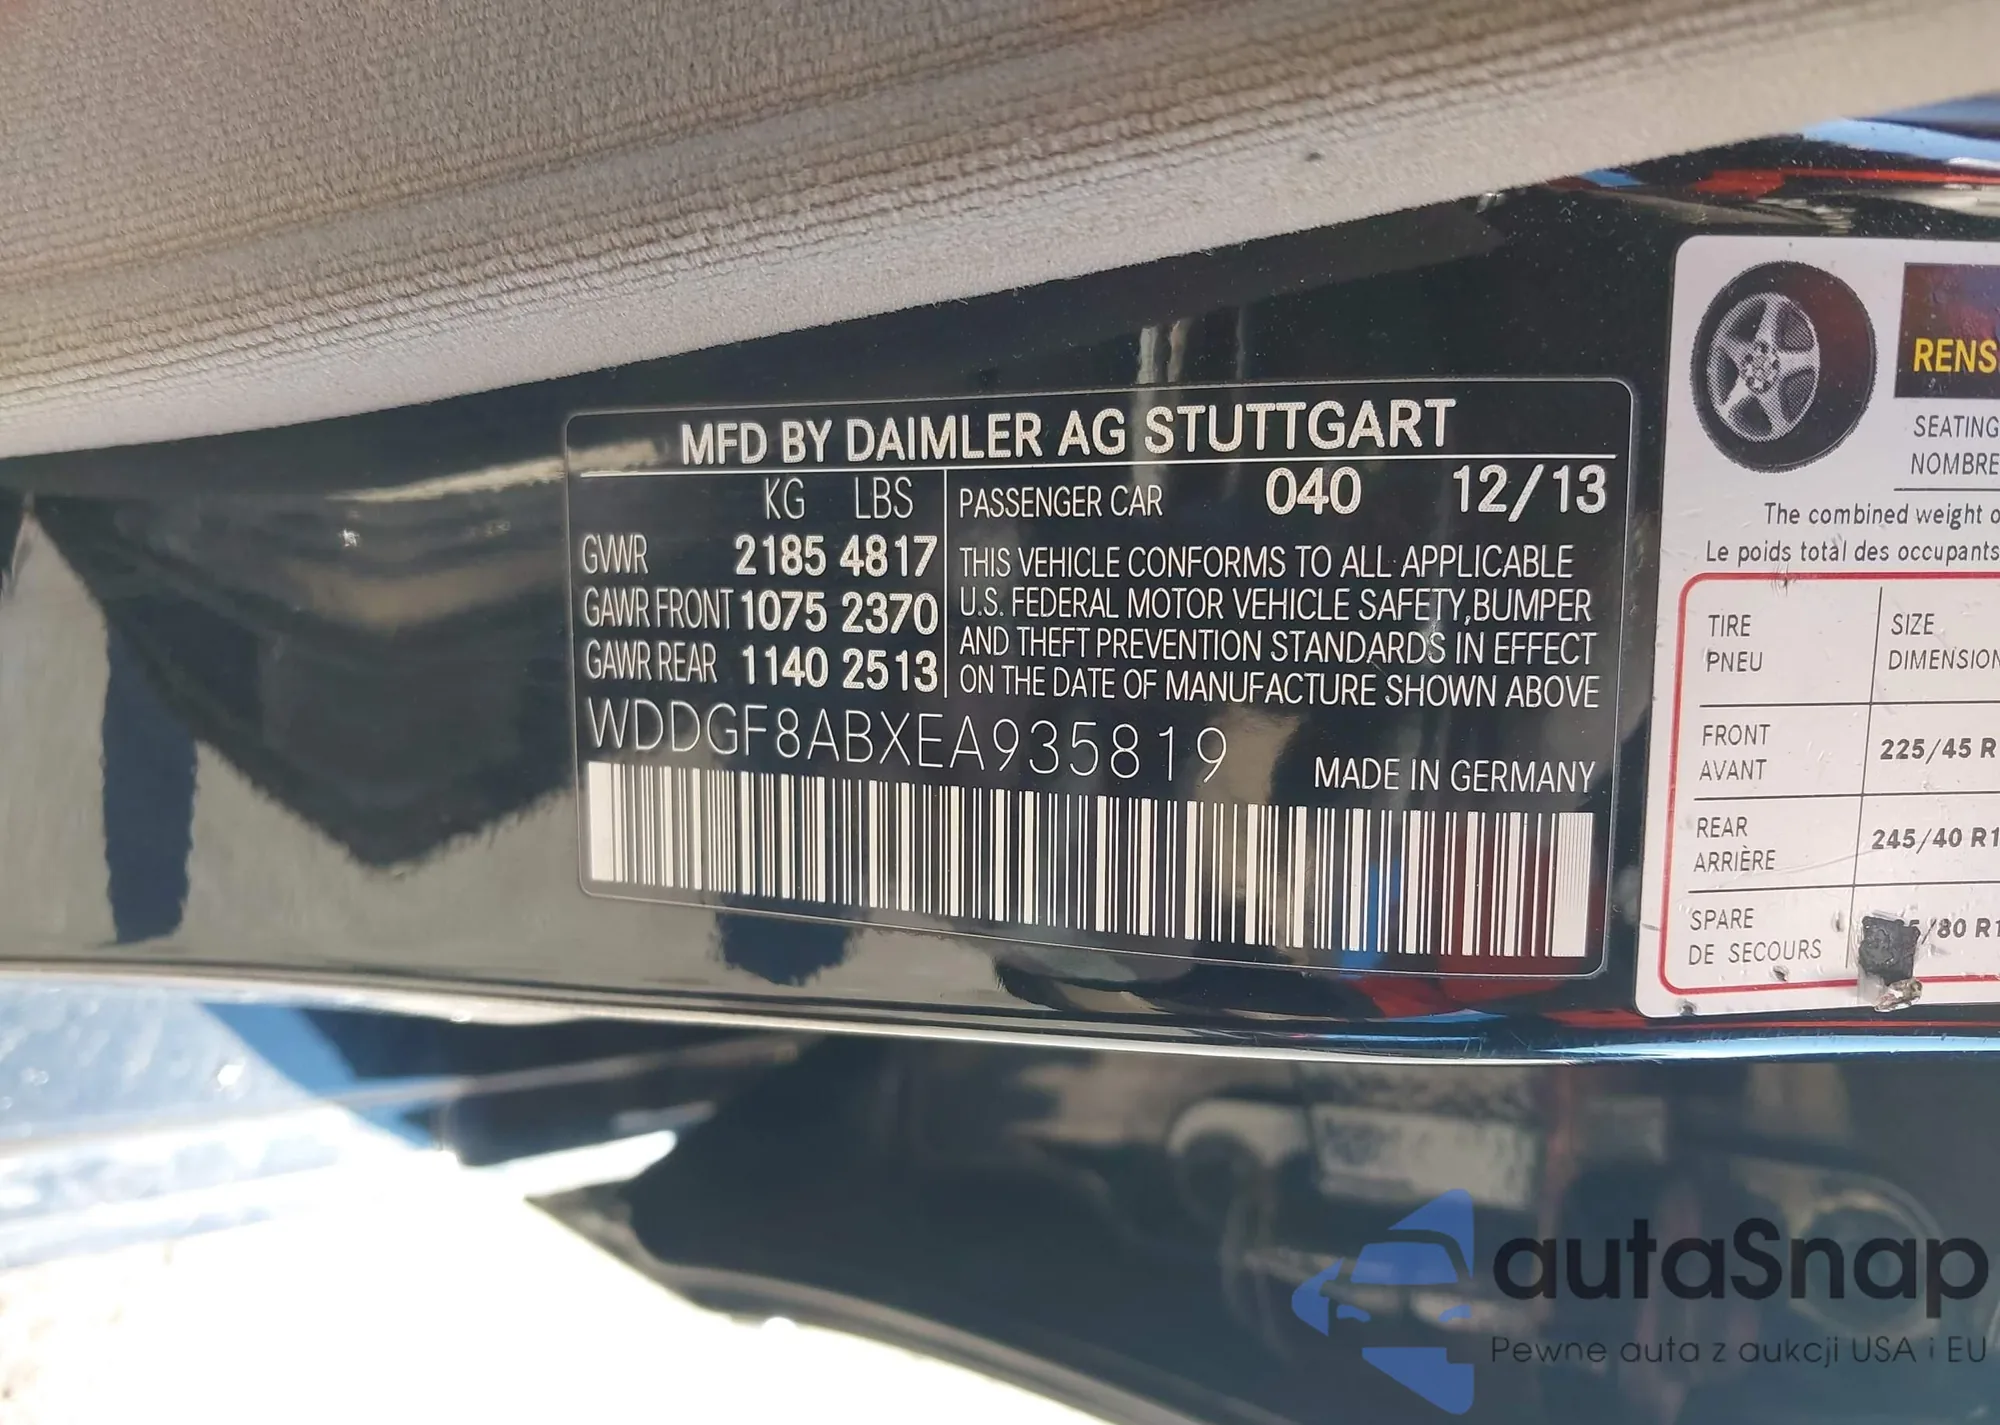 MFD BY DAIMLER AG STUTTGART
KG LBS PASSENGER CAR 040 12/13
GVWR 2185 4817
GAWR FRONT 1075 2370
GAWR REAR 1140 2513
THIS VEHICLE CONFORMS TO ALL APPLICABLE
U.S. FEDERAL MOTOR VEHICLE SAFETY, BUMPER
AND THEFT PREVENTION STANDARDS IN EFFECT
ON THE DATE OF MANUFACTURE SHOWN ABOVE
WDDGF8ABXEA935819
MADE IN GERMANY
SEATING
NOMBRE
The combined weight
Le poids total des occupants
TIRE SIZE
PNEU DIMENSION
FRONT
AVANT
225/45 R
REAR
ARRIÈRE
245/40 R1
SPARE
DE SECOURS
/80 R1
autaSnap
Pewne auta z aukcji USA i EU